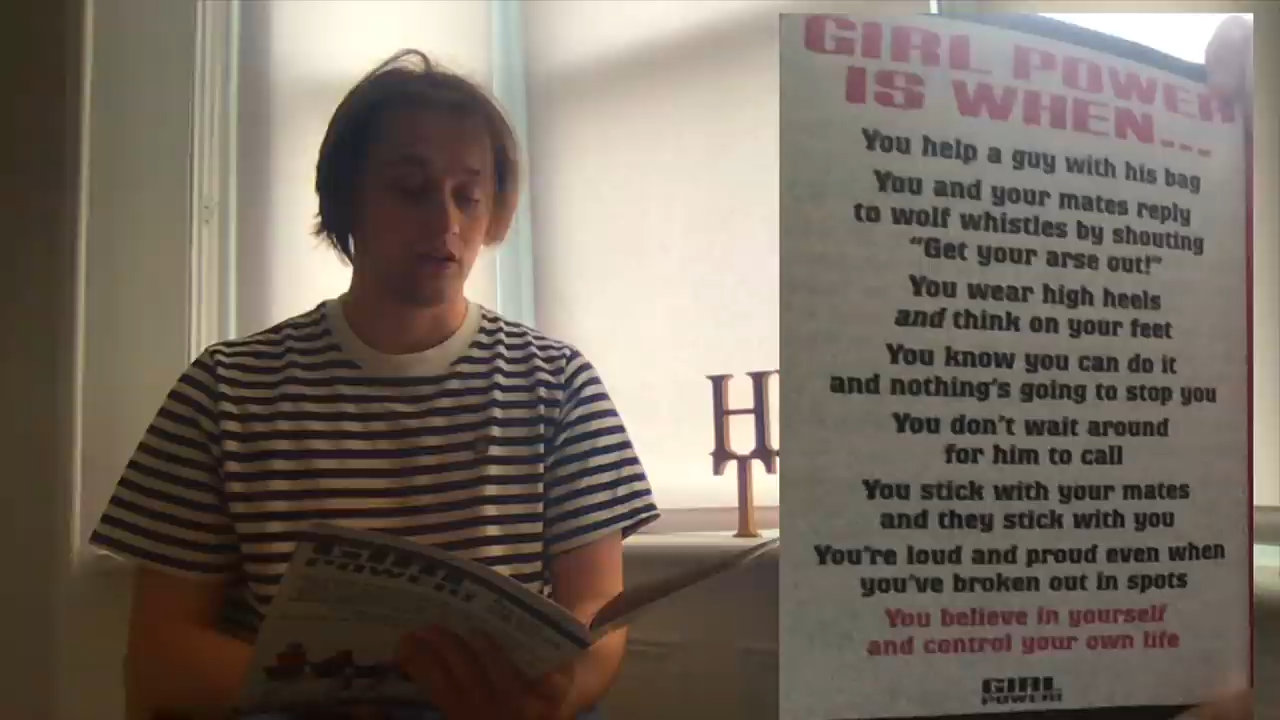 GIRL POWER
IS WHEN...
You help a guy with his bag
You and your mates reply
to wolf whistles by shouting
"Get your arse out!"
You wear high heels
and think on your feet
You know you can do it
and nothing's going to stop you
You don't wait around
for him to call
You stick with your mates
and they stick with you
You're loud and proud even when
you've broken out in spots
You believe in yourself
and control your own life
GIRL
POWER!
GIRL
POWER!
H
T